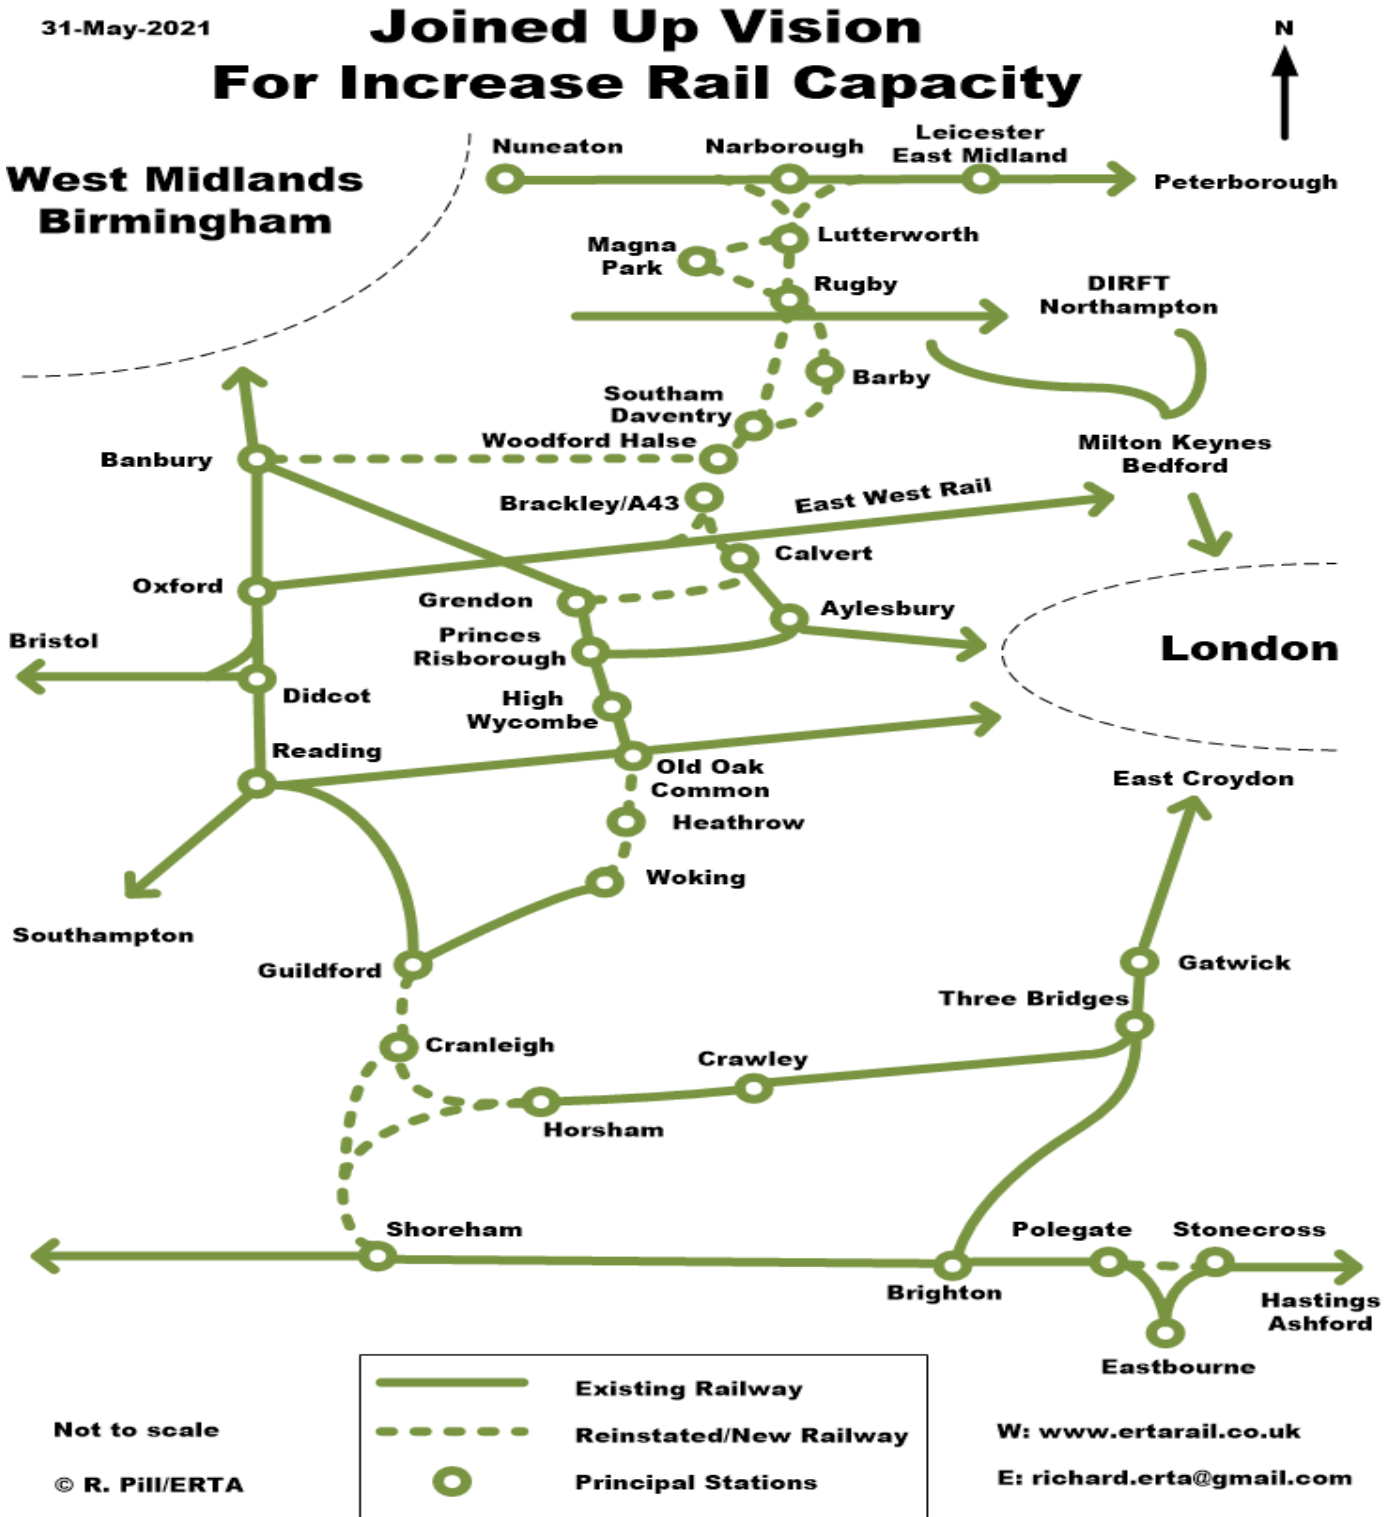 31-May-2021
Joined Up Vision
For Increase Rail Capacity
N
West Midlands
Birmingham
Nuneaton
Narborough
Leicester
East Midland
Peterborough
Lutterworth
Magna
Park
Rugby
DIRFT
Northampton
Barby
Southam
Daventry
Woodford Halse
Banbury
Milton Keynes
Bedford
Brackley/A43
East West Rail
Calvert
Oxford
Grendon
Aylesbury
Bristol
Princes
Risborough
London
Didcot
High
Wycombe
Reading
Old Oak
Common
East Croydon
Heathrow
Woking
Southampton
Guildford
Gatwick
Three Bridges
Cranleigh
Crawley
Horsham
Shoreham
Polegate
Stonecross
Brighton
Hastings
Ashford
Eastbourne
Existing Railway
Reinstated/New Railway
Principal Stations
Not to scale
© R. Pill/ERTA
W: www.ertarail.co.uk
E: richard.erta@gmail.com